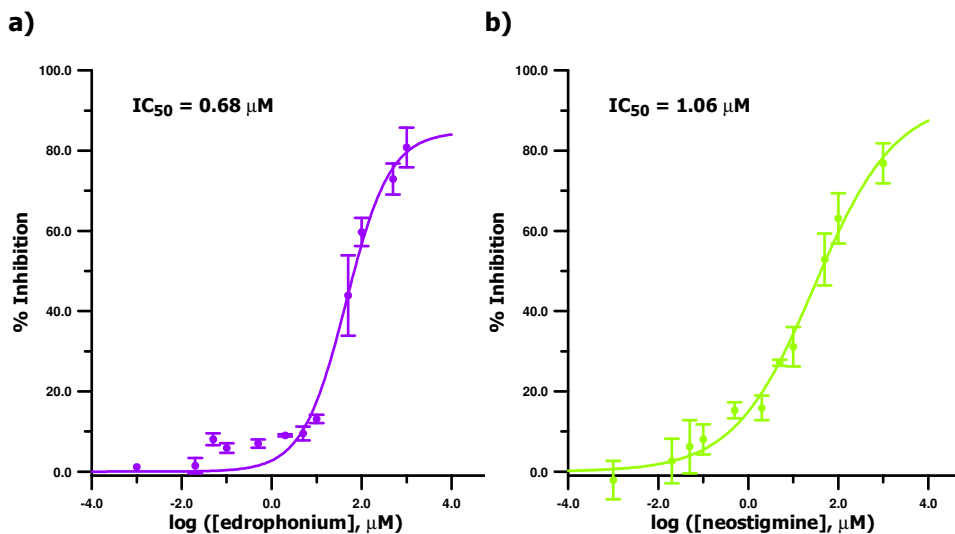 a)
IC50 = 0.68 μM
% Inhibition
100.0
80.0
60.0
40.0
20.0
0.0
-4.0 -2.0 0.0 2.0 4.0
log ([edrophonium], μM)
b)
IC50 = 1.06 μM
% Inhibition
100.0
80.0
60.0
40.0
20.0
0.0
-4.0 -2.0 0.0 2.0 4.0
log ([neostigmine], μM)